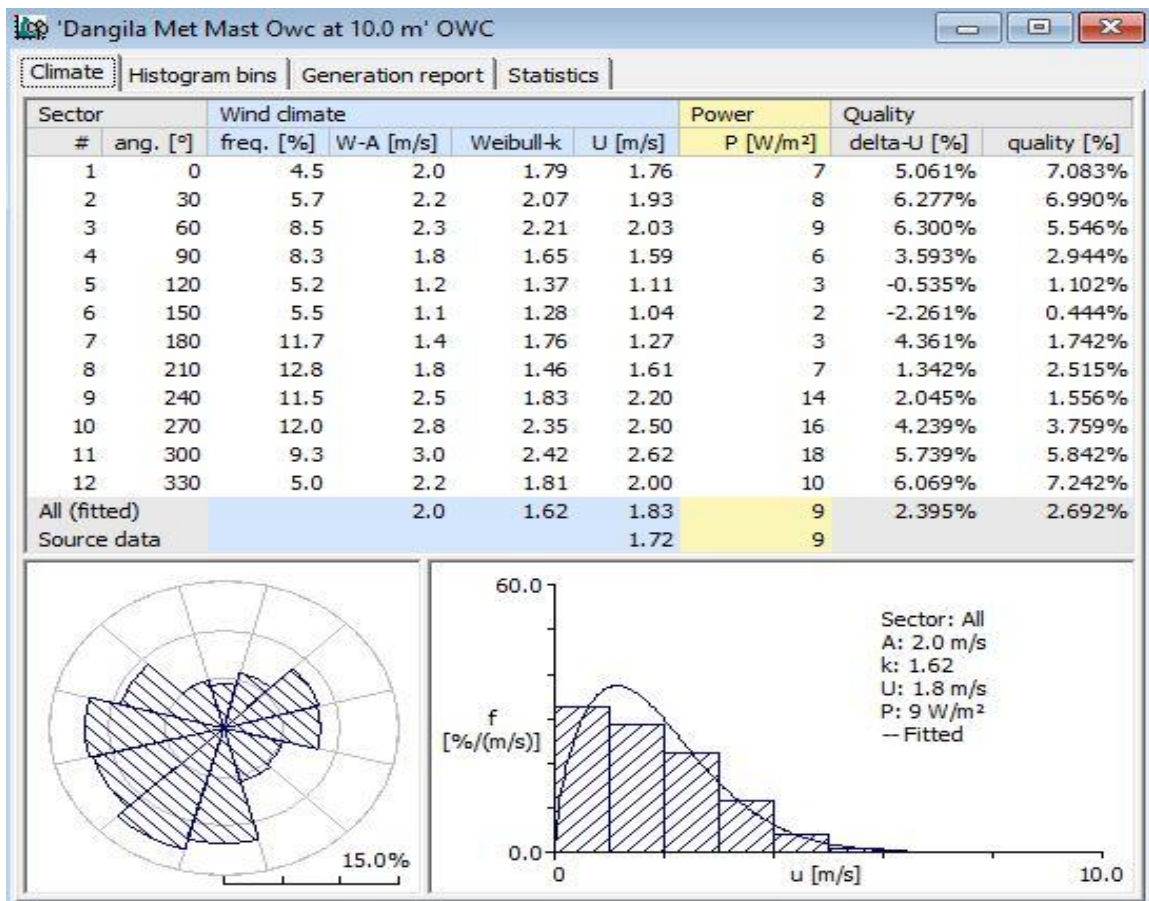 'Dangila Met Mast Owc at 10.0 m' OWC
Climate Histogram bins Generation report Statistics
Sector Wind climate Power Quality
# ang. [°] freq. [%] W-A [m/s] Weibull-k U [m/s] P [W/m²] delta-U [%] quality [%]
1 0 4.5 2.0 1.79 1.76 7 5.061% 7.083%
2 30 5.7 2.2 2.07 1.93 8 6.277% 6.990%
3 60 8.5 2.3 2.21 2.03 9 6.300% 5.546%
4 90 8.3 1.8 1.65 1.59 6 3.593% 2.944%
5 120 5.2 1.2 1.37 1.11 3 -0.535% 1.102%
6 150 5.5 1.1 1.28 1.04 2 -2.261% 0.444%
7 180 11.7 1.4 1.76 1.27 3 4.361% 1.742%
8 210 12.8 1.8 1.46 1.61 7 1.342% 2.515%
9 240 11.5 2.5 1.83 2.20 14 2.045% 1.556%
10 270 12.0 2.8 2.35 2.50 16 4.239% 3.759%
11 300 9.3 3.0 2.42 2.62 18 5.739% 5.842%
12 330 5.0 2.2 1.81 2.00 10 6.069% 7.242%
All (fitted) 2.0 1.62 1.83 9 2.395% 2.692%
Source data 1.72 9
15.0%
60.0
f
[%/(m/s)]
0.0
0 u [m/s] 10.0
Sector: All
A: 2.0 m/s
k: 1.62
U: 1.8 m/s
P: 9 W/m²
-- Fitted